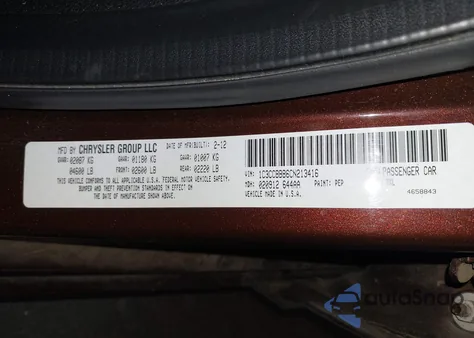 MFD BY CHRYSLER GROUP LLC DATE OF MFR(BUILT): 2-12
GVWR: 02087 KG GAWR: 01180 KG GAWR: 01007 KG
04600 LB FRONT: 02600 LB REAR: 02220 LB
THIS VEHICLE CONFORMS TO ALL APPLICABLE U.S.A. FEDERAL MOTOR VEHICLE SAFETY,
BUMPER AND THEFT PREVENTION STANDARDS IN EFFECT ON
THE DATE OF MANUFACTURE SHOWN ABOVE.
VIN: 1C3CCBBB6CN213416 PASSENGER CAR
MDH: 020912 644AA PAINT: PEP
VEHICLE MADE IN U.S.A. 4658843
autoSnap